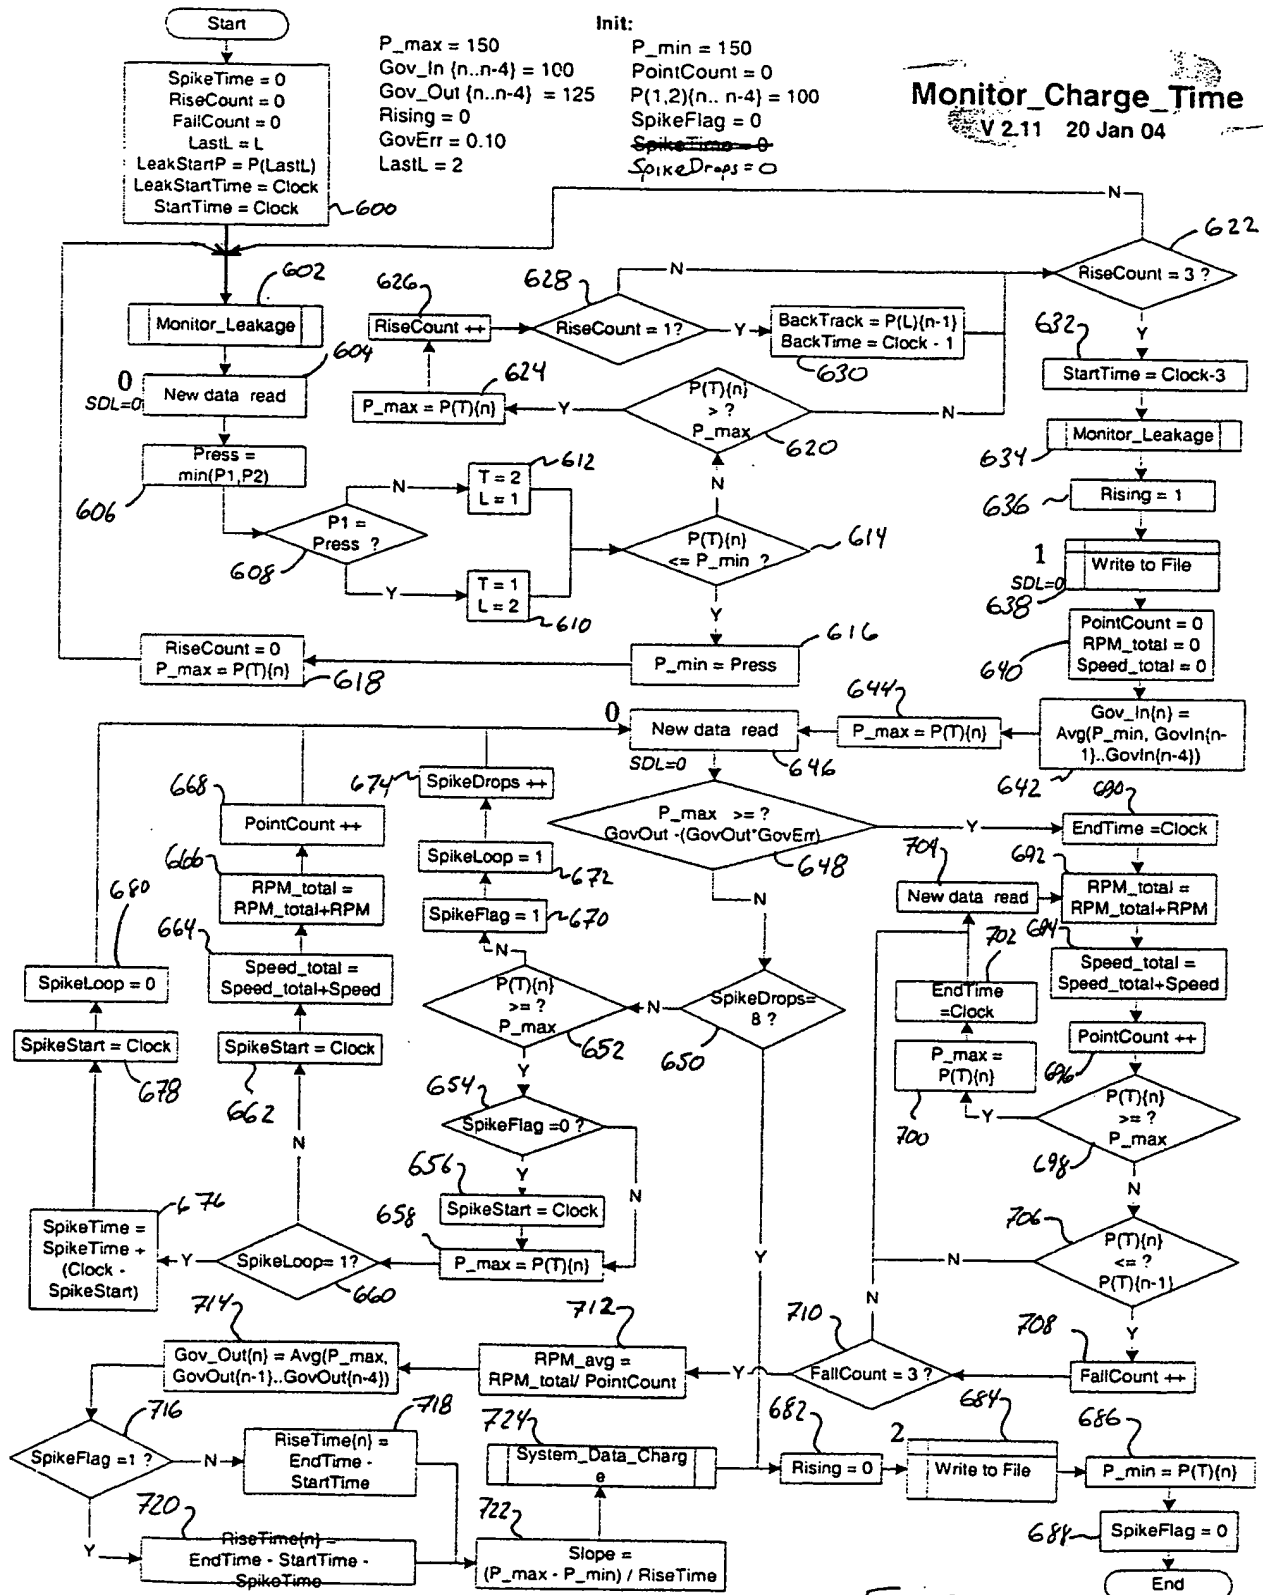 Start
SpikeTime = 0
RiseCount = 0
FallCount = 0
LastL = L
LeakStartP = P(LastL)
LeakStartTime = Clock
StartTime = Clock
600
Init:
P_max = 150
Gov_In {n..n-4} = 100
Gov_Out {n..n-4} = 125
Rising = 0
GovErr = 0.10
LastL = 2
P_min = 150
PointCount = 0
P(1,2){n.. n-4} = 100
SpikeFlag = 0
SpikeTime = 0
SpikeDrops = 0
Monitor_Charge_Time
V 2.11 20 Jan 04
N
622
RiseCount = 3 ?
Y
602
Monitor_Leakage
604
0
SDL=0
New data read
Press =
min(P1,P2)
606
P1 =
Press ?
608
N
Y
T = 2
L = 1
612
T = 1
L = 2
610
626
RiseCount ++
628
RiseCount = 1?
N
Y
BackTrack = P(L){n-1}
BackTime = Clock - 1
630
624
P_max = P(T){n}
Y
P(T){n}
> ?
P_max
620
N
N
P(T){n}
<= P_min ?
614
Y
616
P_min = Press
RiseCount = 0
P_max = P(T){n}
618
632
StartTime = Clock-3
Monitor_Leakage
634
Rising = 1
636
1
SDL=0
Write to File
638
PointCount = 0
RPM_total = 0
Speed_total = 0
640
Gov_In{n} =
Avg(P_min, GovIn{n-
1}..GovIn{n-4})
642
644
P_max = P(T){n}
0
New data read
SDL=0
646
P_max >= ?
GovOut -(GovOut*GovErr)
648
Y
N
690
EndTime =Clock
692
RPM_total =
RPM_total+RPM
704
New data read
694
Speed_total =
Speed_total+Speed
702
EndTime
=Clock
PointCount ++
696
P_max =
P(T){n}
700
Y
P(T){n}
>= ?
P_max
698
N
706
P(T){n}
<= ?
P(T){n-1}
N
Y
708
FallCount ++
710
FallCount = 3 ?
N
Y
674
SpikeDrops ++
SpikeLoop = 1
672
SpikeFlag = 1
670
N
P(T){n}
>= ?
P_max
652
N
SpikeDrops=
8 ?
650
Y
Y
654
SpikeFlag =0 ?
N
Y
656
SpikeStart = Clock
658
P_max = P(T){n}
668
PointCount ++
666
RPM_total =
RPM_total+RPM
664
Speed_total =
Speed_total+Speed
SpikeStart = Clock
662
N
680
SpikeLoop = 0
SpikeStart = Clock
678
676
SpikeTime =
SpikeTime +
(Clock -
SpikeStart)
Y
SpikeLoop= 1?
660
712
RPM_avg =
RPM_total/ PointCount
714
Gov_Out{n} = Avg(P_max,
GovOut{n-1}..GovOut{n-4})
716
SpikeFlag =1 ?
N
Y
718
RiseTime{n} =
EndTime -
StartTime
720
RiseTime{n} =
EndTime - StartTime -
SpikeTime
722
Slope =
(P_max - P_min) / RiseTime
724
System_Data_Charg
e
682
Rising = 0
684
2
Write to File
686
P_min = P(T){n}
688
SpikeFlag = 0
End